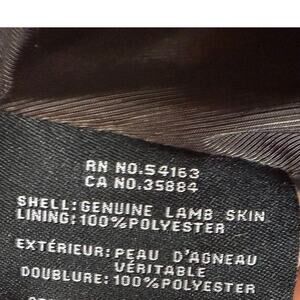 RN NO.54163
CA NO.35884
SHELL:GENUINE LAMB SKIN
LINING:100%POLYESTER
EXTÉRIEUR:PEAU D'AGNEAU
VÉRITABLE
DOUBLURE:100%POLYESTER